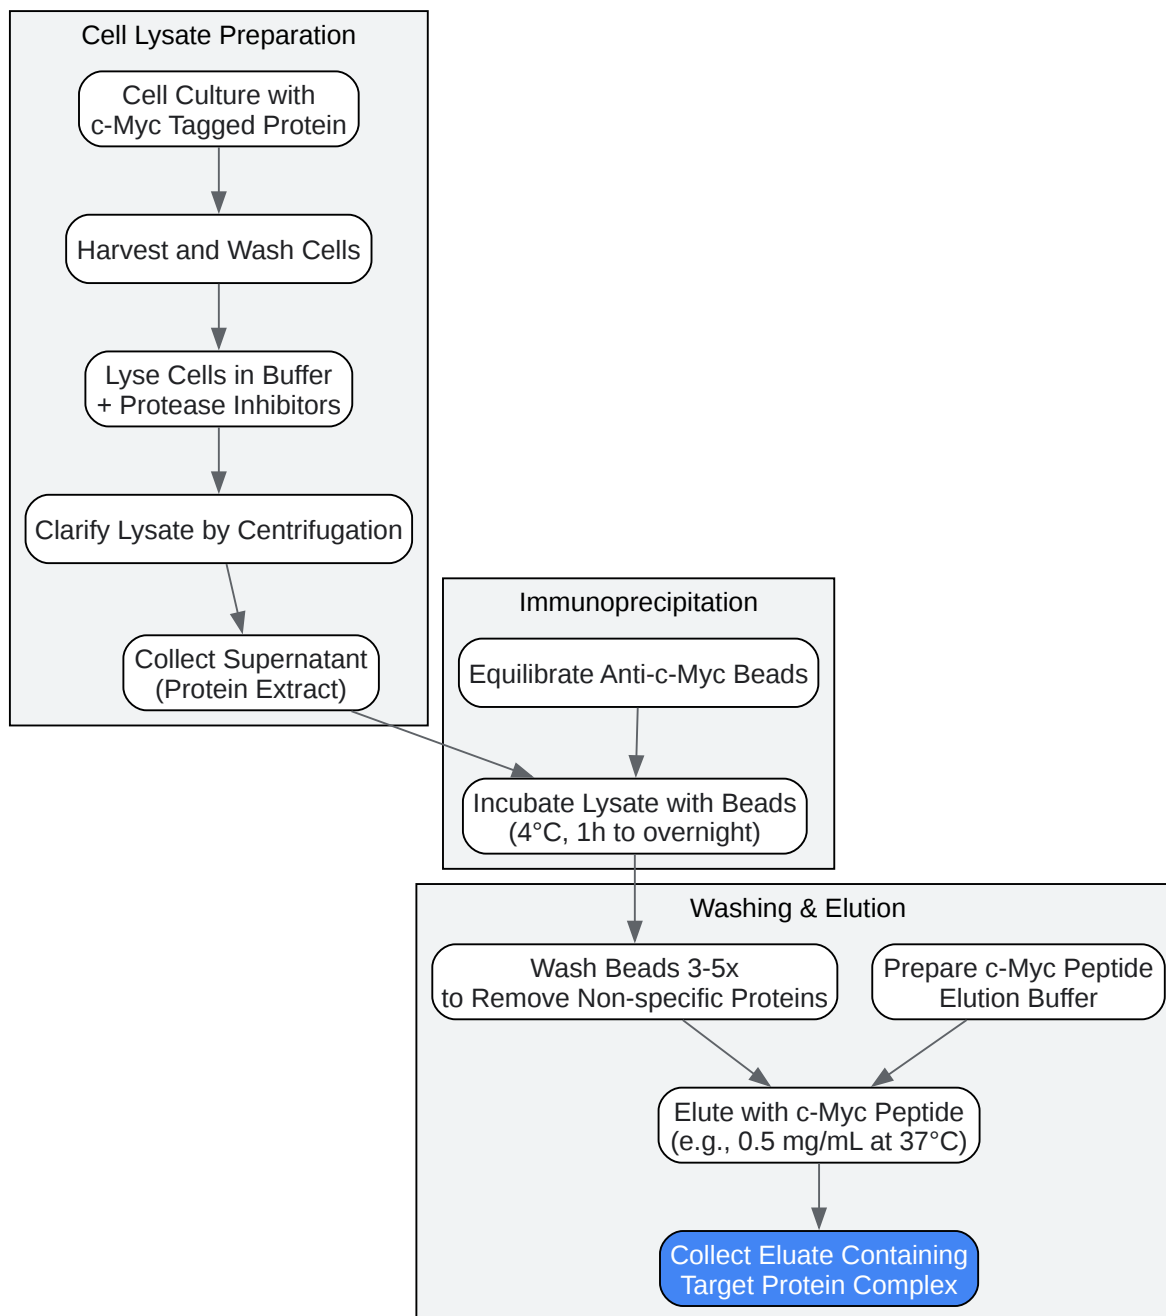 Cell Lysate Preparation
Cell Culture with
c-Myc Tagged Protein
Harvest and Wash Cells
Lyse Cells in Buffer
+ Protease Inhibitors
Clarify Lysate by Centrifugation
Collect Supernatant
(Protein Extract)
Immunoprecipitation
Equilibrate Anti-c-Myc Beads
Incubate Lysate with Beads
(4°C, 1h to overnight)
Washing & Elution
Wash Beads 3-5x
to Remove Non-specific Proteins
Prepare c-Myc Peptide
Elution Buffer
Elute with c-Myc Peptide
(e.g., 0.5 mg/mL at 37°C)
Collect Eluate Containing
Target Protein Complex